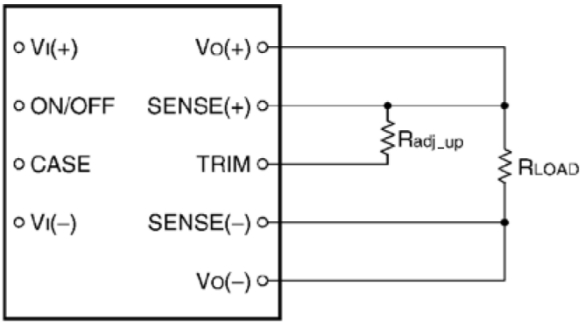 VI(+) VO(+)
ON/OFF SENSE(+)
Radj_up
CASE TRIM
RLOAD
VI(−) SENSE(−)
VO(−)